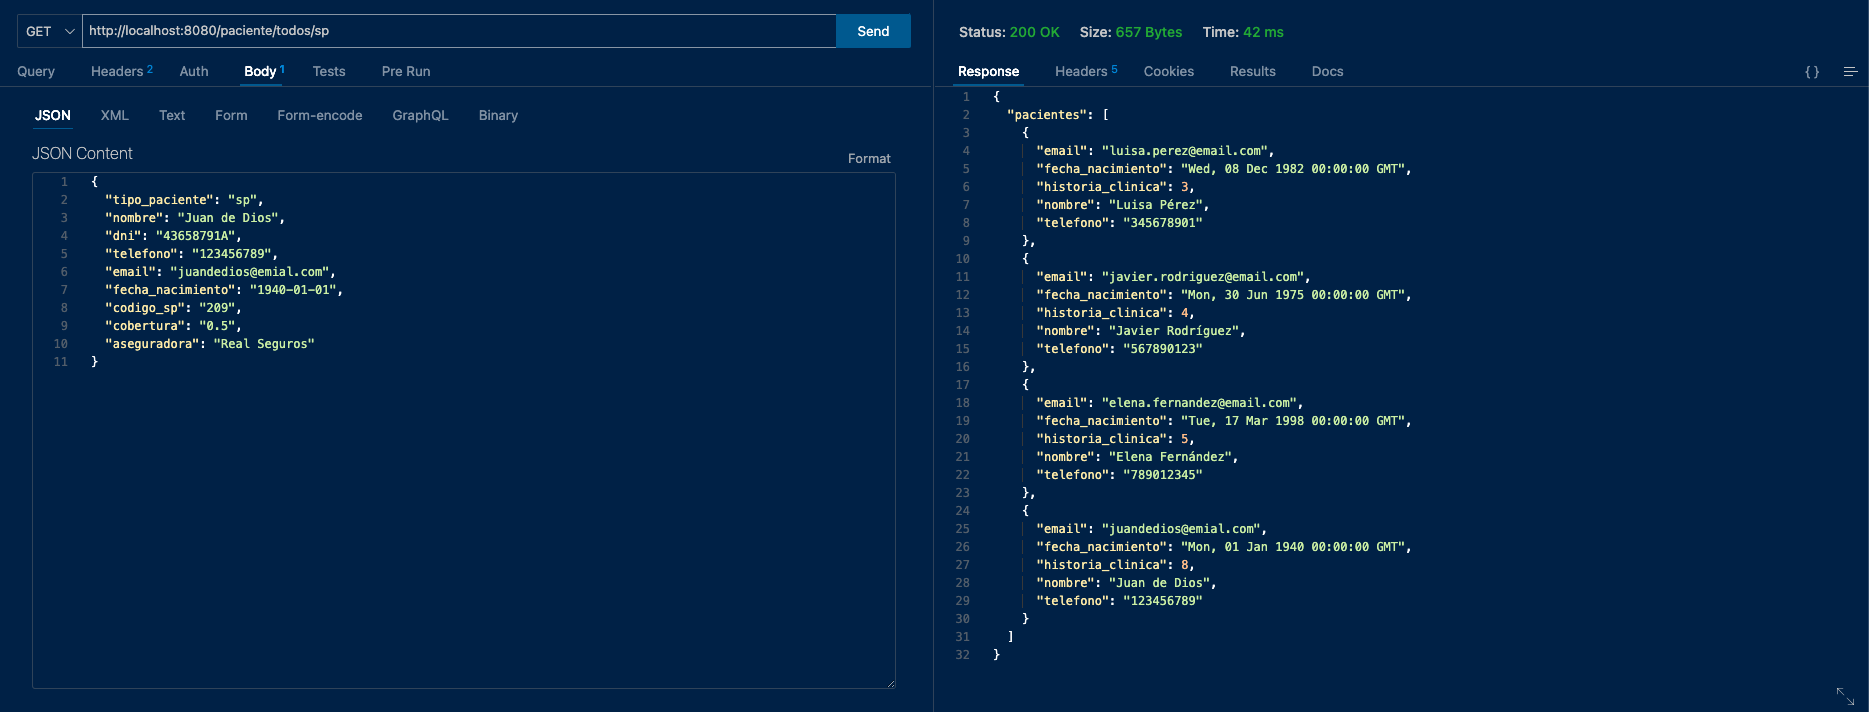 GET http://localhost:8080/paciente/todos/sp Send
Query Headers 2 Auth Body 1 Tests Pre Run
JSON XML Text Form Form-encode GraphQL Binary
JSON Content Format
1 {
2 "tipo_paciente": "sp",
3 "nombre": "Juan de Dios",
4 "dni": "43658791A",
5 "telefono": "123456789",
6 "email": "juandedios@emial.com",
7 "fecha_nacimiento": "1940-01-01",
8 "codigo_sp": "209",
9 "cobertura": "0.5",
10 "aseguradora": "Real Seguros"
11 }
Status: 200 OK Size: 657 Bytes Time: 42 ms
Response Headers 5 Cookies Results Docs { }
1 {
2 "pacientes": [
3 {
4 "email": "luisa.perez@email.com",
5 "fecha_nacimiento": "Wed, 08 Dec 1982 00:00:00 GMT",
6 "historia_clinica": 3,
7 "nombre": "Luisa Pérez",
8 "telefono": "345678901"
9 },
10 {
11 "email": "javier.rodriguez@email.com",
12 "fecha_nacimiento": "Mon, 30 Jun 1975 00:00:00 GMT",
13 "historia_clinica": 4,
14 "nombre": "Javier Rodríguez",
15 "telefono": "567890123"
16 },
17 {
18 "email": "elena.fernandez@email.com",
19 "fecha_nacimiento": "Tue, 17 Mar 1998 00:00:00 GMT",
20 "historia_clinica": 5,
21 "nombre": "Elena Fernández",
22 "telefono": "789012345"
23 },
24 {
25 "email": "juandedios@emial.com",
26 "fecha_nacimiento": "Mon, 01 Jan 1940 00:00:00 GMT",
27 "historia_clinica": 8,
28 "nombre": "Juan de Dios",
29 "telefono": "123456789"
30 }
31 ]
32 }